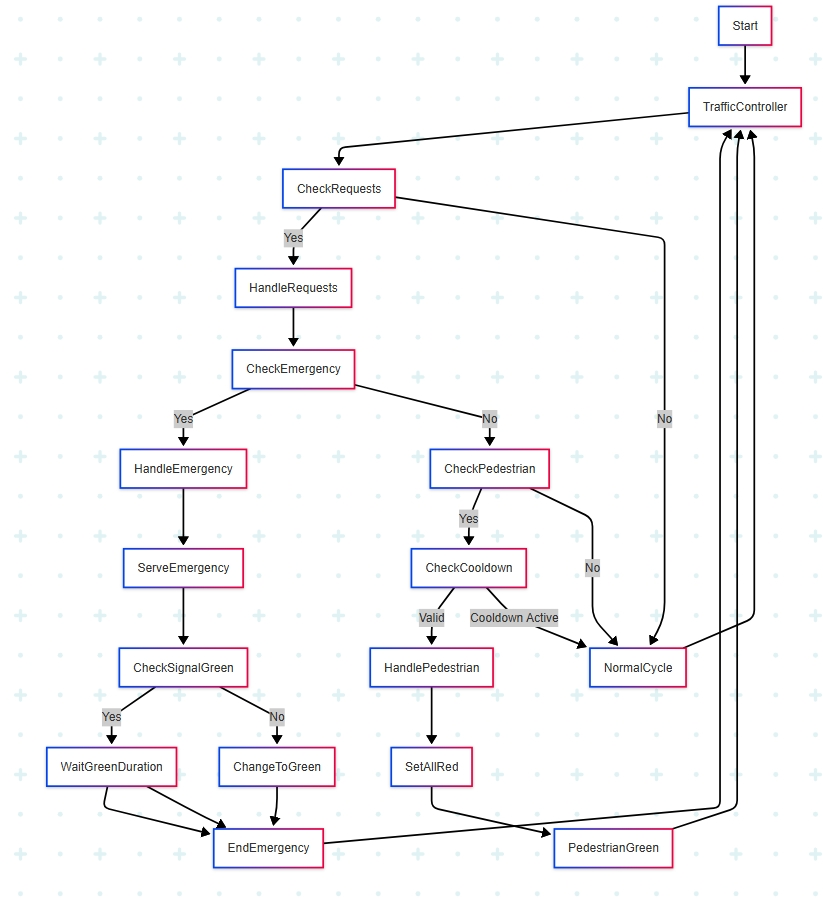 Start
TrafficController
CheckRequests
Yes
HandleRequests
CheckEmergency
Yes
No
No
HandleEmergency
CheckPedestrian
Yes
ServeEmergency
CheckCooldown
No
Valid
Cooldown Active
CheckSignalGreen
HandlePedestrian
NormalCycle
Yes
No
WaitGreenDuration
ChangeToGreen
SetAllRed
EndEmergency
PedestrianGreen